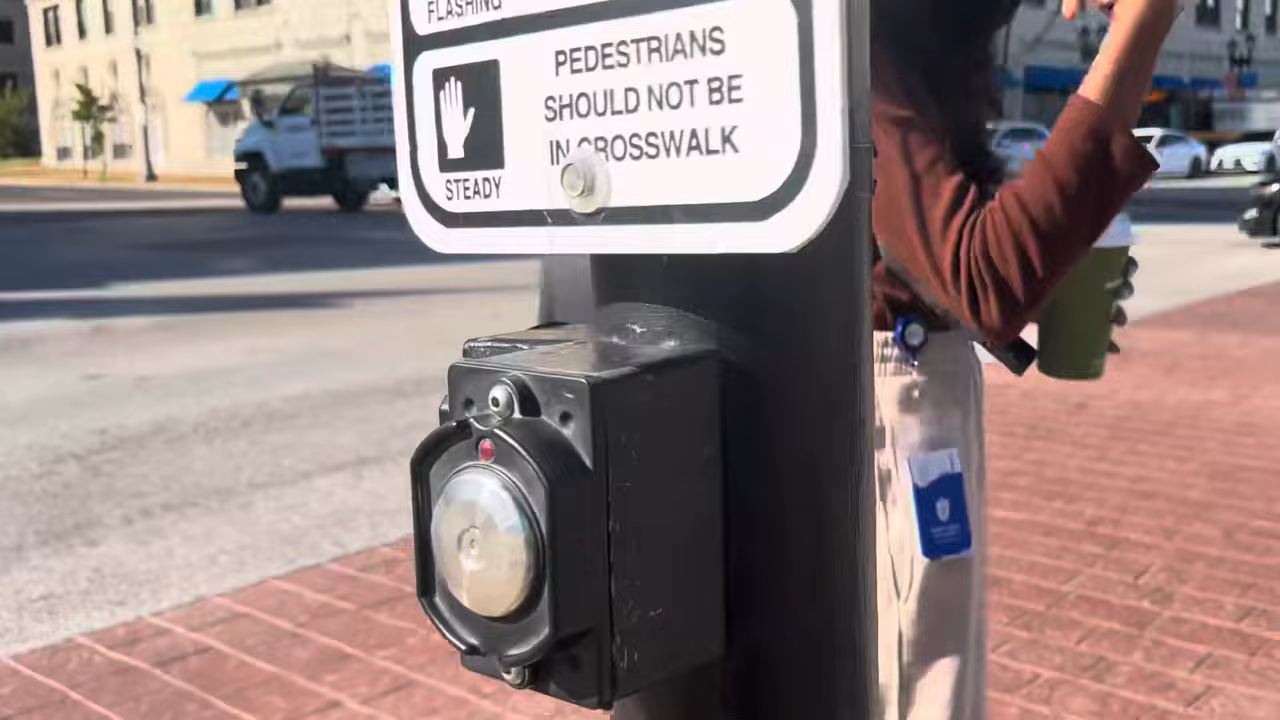 FLASHING
PEDESTRIANS
SHOULD NOT BE
IN CROSSWALK
STEADY